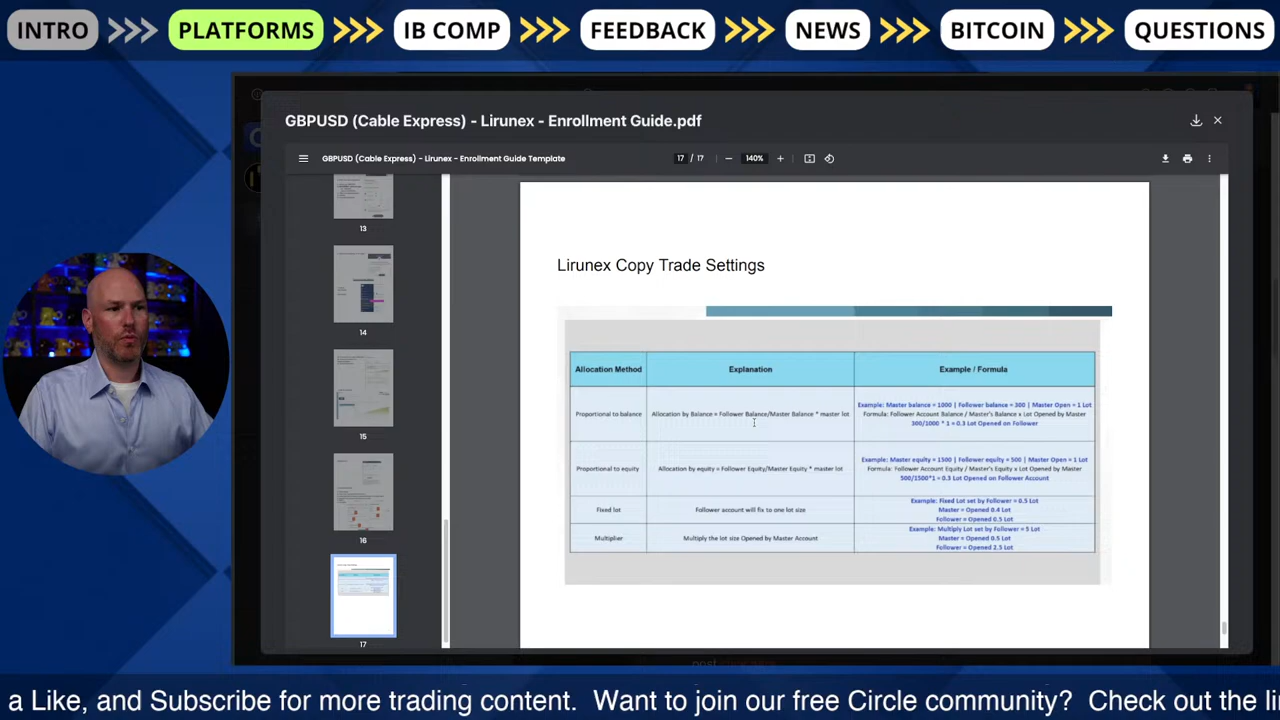 INTRO
PLATFORMS
IB COMP
FEEDBACK
NEWS
BITCOIN
QUESTIONS
GBPUSD (Cable Express) - Lirunex - Enrollment Guide.pdf
GBPUSD (Cable Express) - Lirunex - Enrollment Guide Template
17 / 17
140%
13
14
15
16
17
Lirunex Copy Trade Settings
Allocation Method
Explanation
Example / Formula
Proportional to balance
Allocation by Balance = Follower Balance/Master Balance * master lot
Example: Master balance = 1000 | Follower balance = 300 | Master Open = 1 Lot
Formula: Follower Account Balance / Master's Balance x Lot Opened by Master
300/1000 * 1 = 0.3 Lot Opened on Follower
Proportional to equity
Allocation by equity = Follower Equity/Master Equity * master lot
Example: Master equity = 1500 | Follower equity = 500 | Master Open = 1 Lot
Formula: Follower Account Equity / Master's Equity x Lot Opened by Master
500/1500*1 = 0.3 Lot Opened on Follower Account
Fixed lot
Follower account will fix to one lot size
Example: Fixed Lot set by Follower = 0.5 Lot
Master = Opened 0.4 Lot
Follower = Opened 0.5 Lot
Multiplier
Multiply the lot size Opened by Master Account
Example: Multiply Lot set by Follower = 5 Lot
Master = Opened 0.5 Lot
Follower = Opened 2.5 Lot
a Like, and Subscribe for more trading content. Want to join our free Circle community? Check out the li